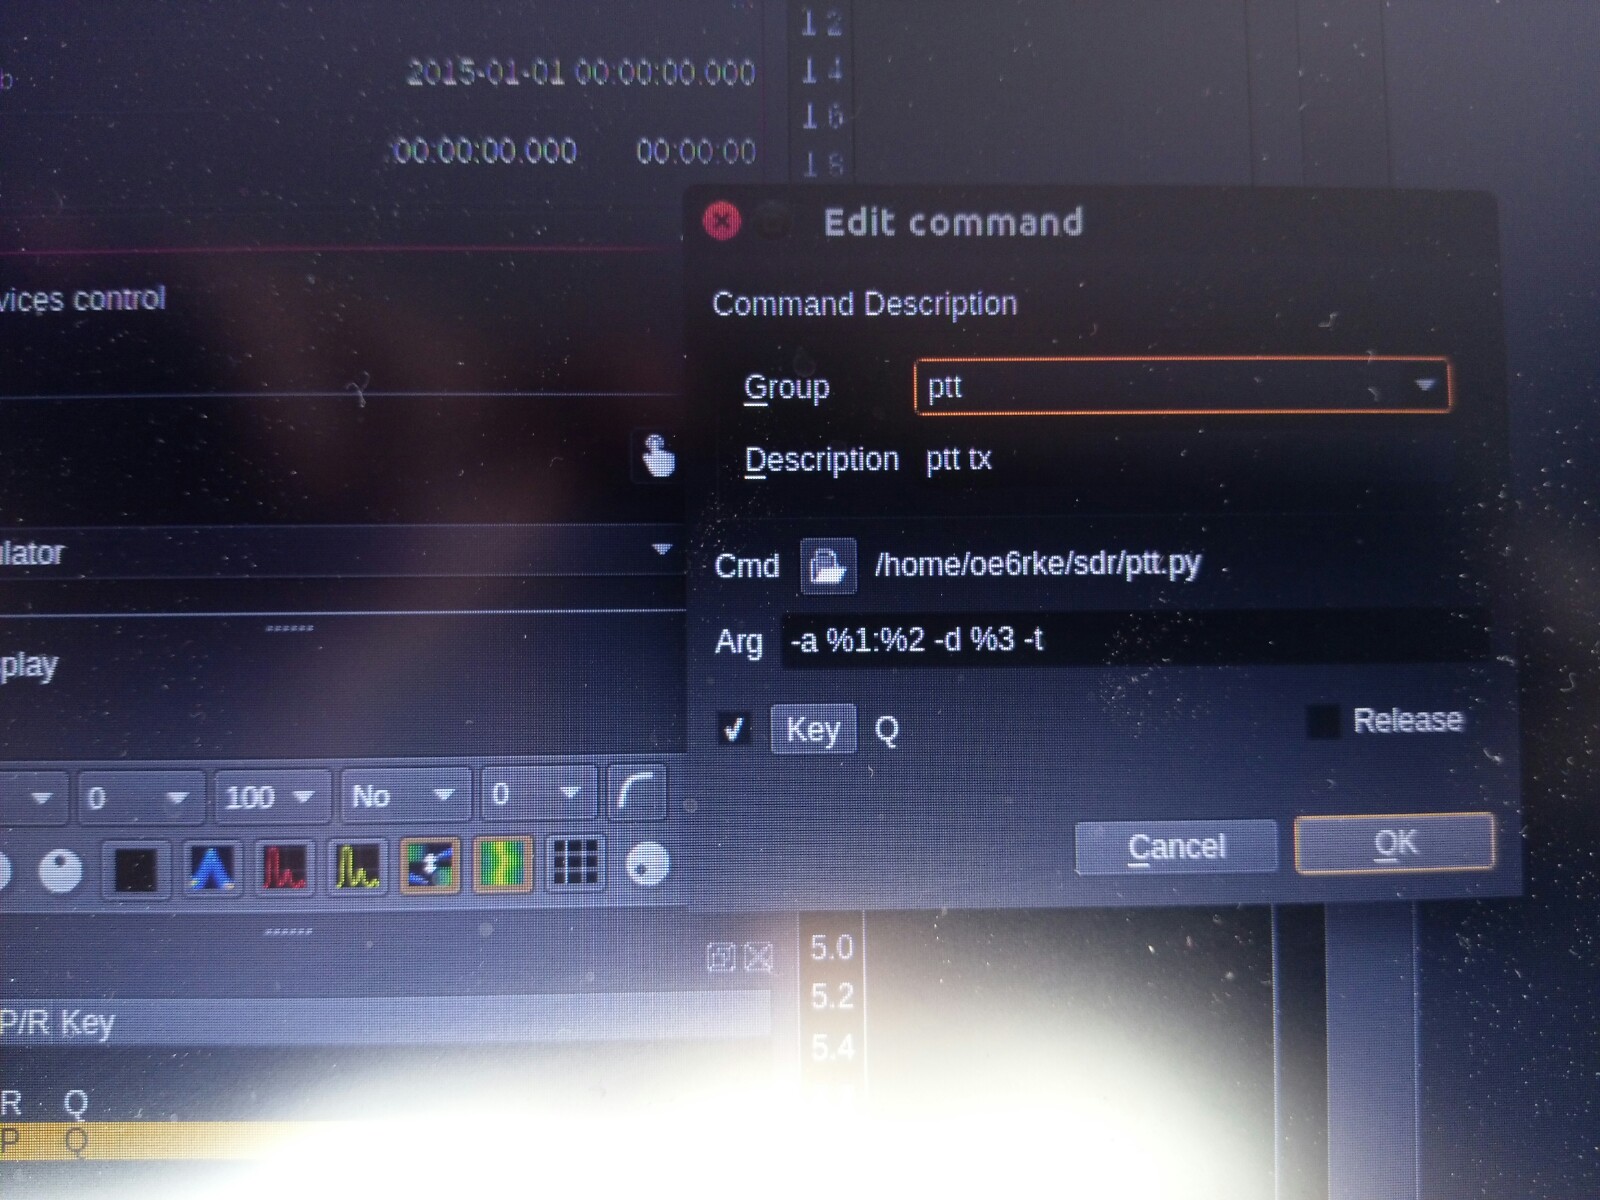 12
2015-01-01 00:00:00.000
14
16
:00:00:00.000 00:00:00
18
Edit command
vices control
Command Description
Group ptt
Description ptt tx
lator
Cmd /home/oe6rke/sdr/ptt.py
Arg -a %1:%2 -d %3 -t
play
Key Q
Release
0 100 No 0
Cancel OK
5.0
5.2
P/R Key
5.4
R Q
P Q